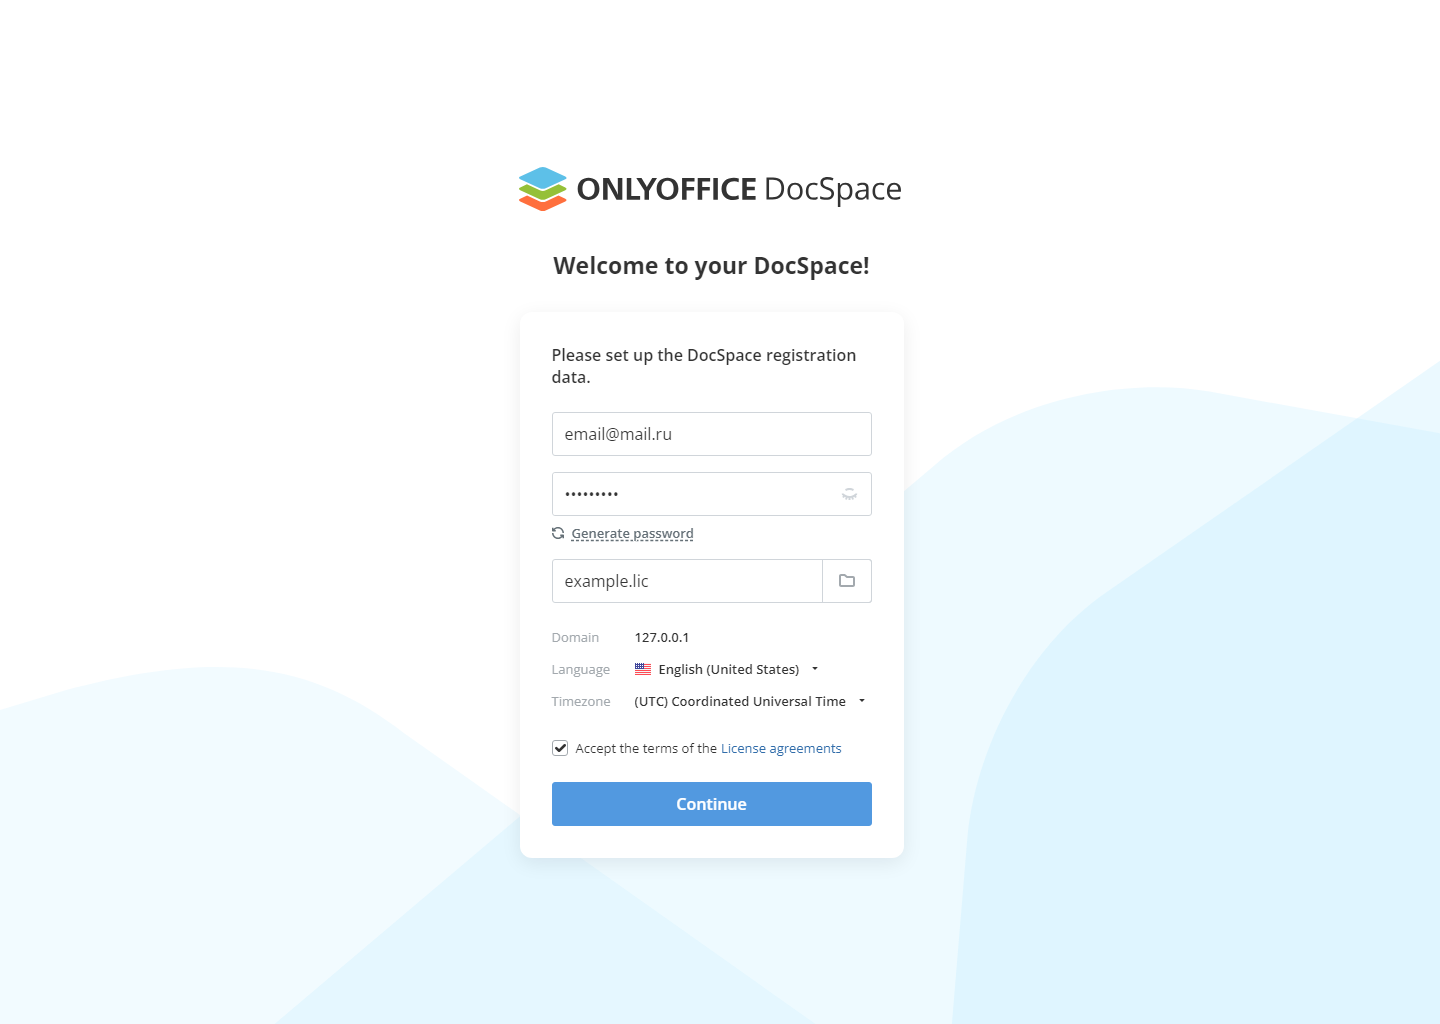 ONLYOFFICE DocSpace
Welcome to your DocSpace!
Please set up the DocSpace registration
data.
email@mail.ru
•••••••••
Generate password
example.lic
Domain 127.0.0.1
Language English (United States)
Timezone (UTC) Coordinated Universal Time
Accept the terms of the License agreements
Continue